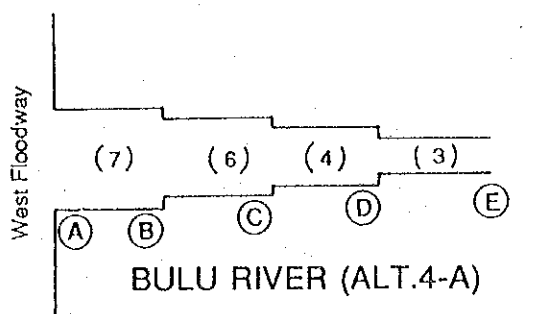 West Floodway
(7)
(6)
(4)
(3)
A
B
C
D
E
BULU RIVER (ALT.4-A)